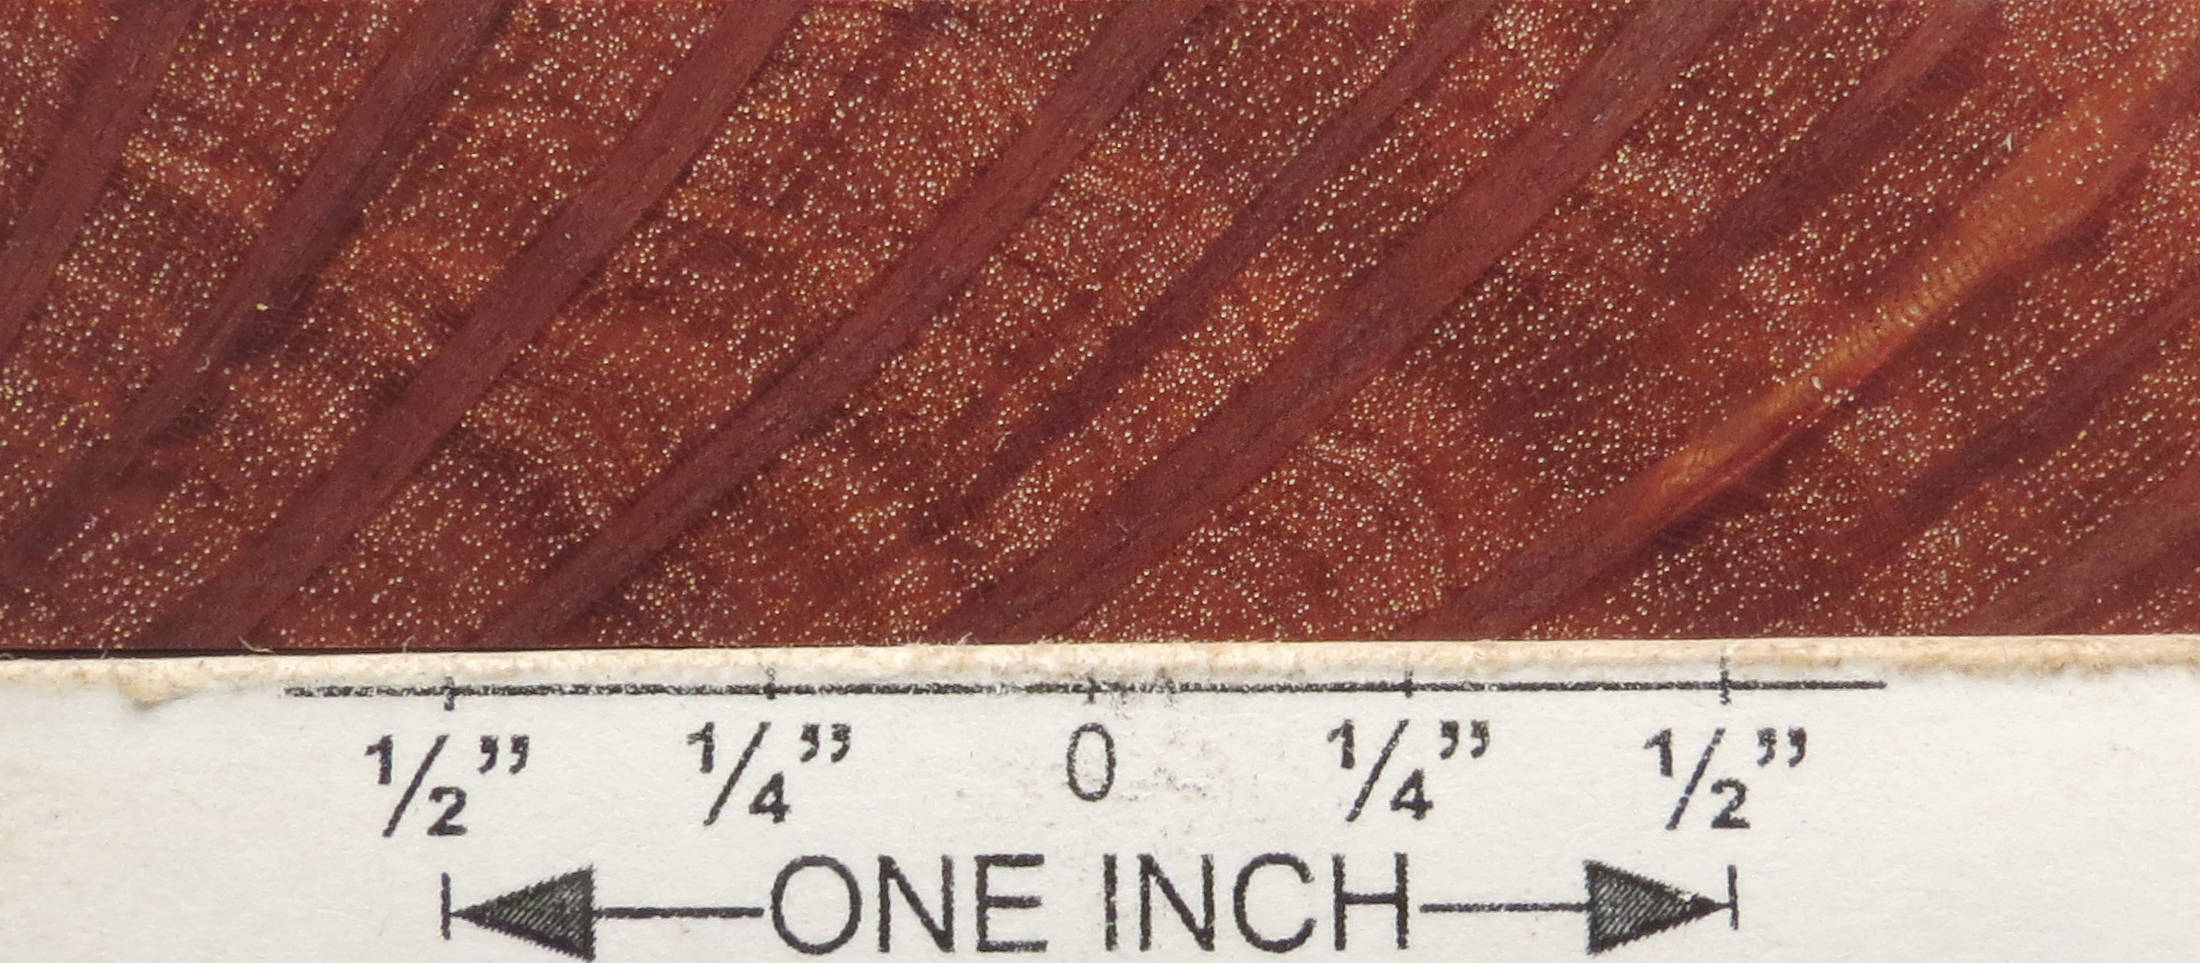 1/2” 1/4” 0 1/4” 1/2”
ONE INCH